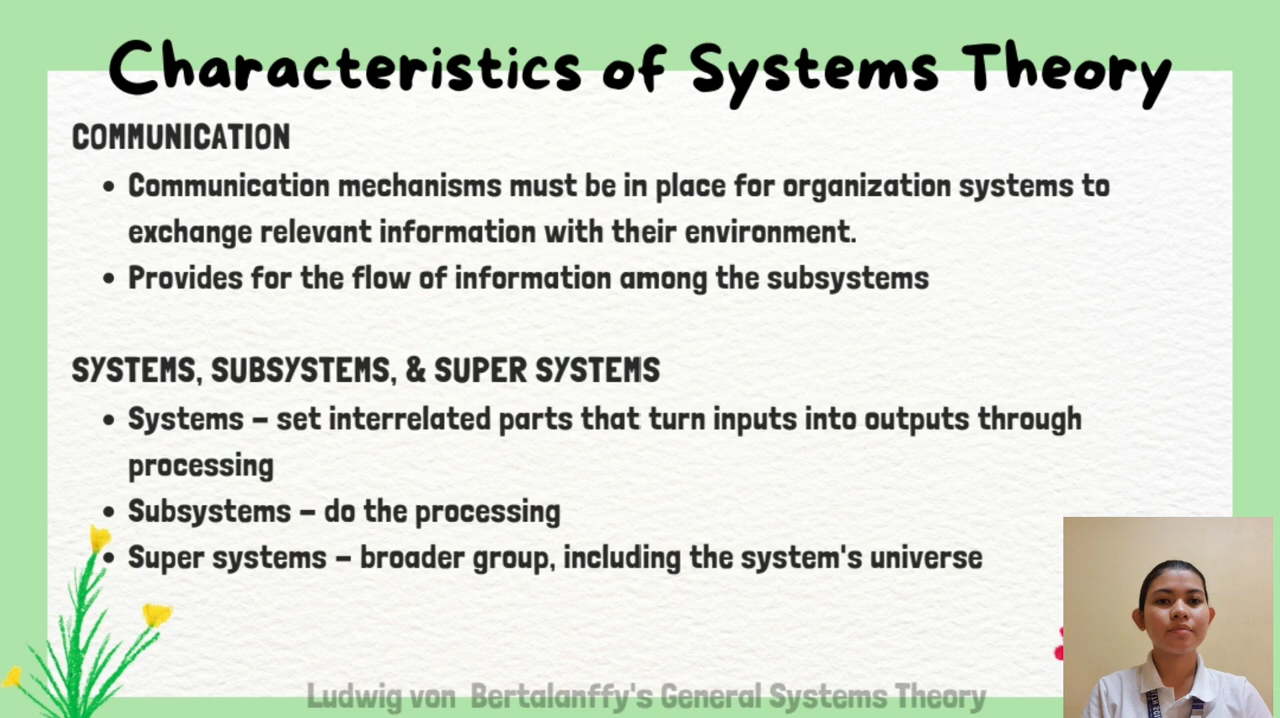 Characteristics of Systems Theory
COMMUNICATION
• Communication mechanisms must be in place for organization systems to
exchange relevant information with their environment.
• Provides for the flow of information among the subsystems
SYSTEMS, SUBSYSTEMS, & SUPER SYSTEMS
• Systems – set interrelated parts that turn inputs into outputs through
processing
• Subsystems – do the processing
• Super systems – broader group, including the system's universe
Ludwig von Bertalanffy's General Systems Theory